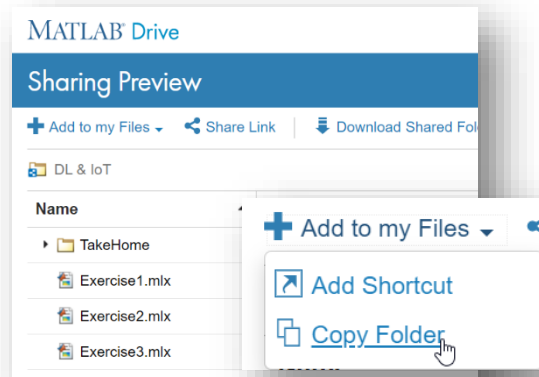 MATLAB® Drive
Sharing Preview
Add to my Files Share Link Download Shared
DL & IoT
Name
TakeHome
Exercise1.mlx
Exercise2.mlx
Exercise3.mlx
Add to my Files
Add Shortcut
Copy Folder